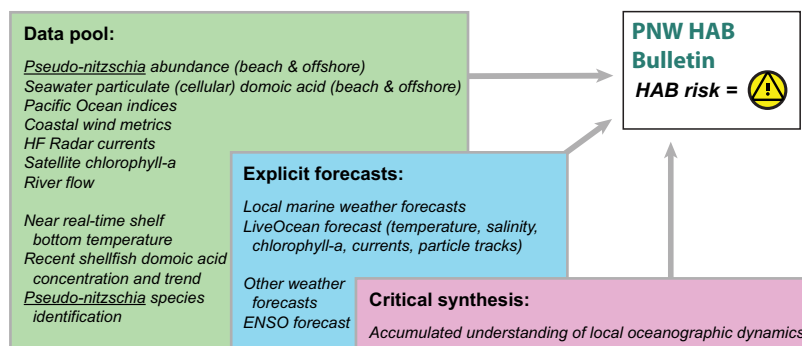 Data pool:
Pseudo-nitzschia abundance (beach & offshore)
Seawater particulate (cellular) domoic acid (beach & offshore)
Pacific Ocean indices
Coastal wind metrics
HF Radar currents
Satellite chlorophyll-a
River flow
Near real-time shelf
bottom temperature
Recent shellfish domoic acid
concentration and trend
Pseudo-nitzschia species
identification
Explicit forecasts:
Local marine weather forecasts
LiveOcean forecast (temperature, salinity,
chlorophyll-a, currents, particle tracks)
Other weather
forecasts
ENSO forecast
Critical synthesis:
Accumulated understanding of local oceanographic dynamics
PNW HAB
Bulletin
HAB risk = !